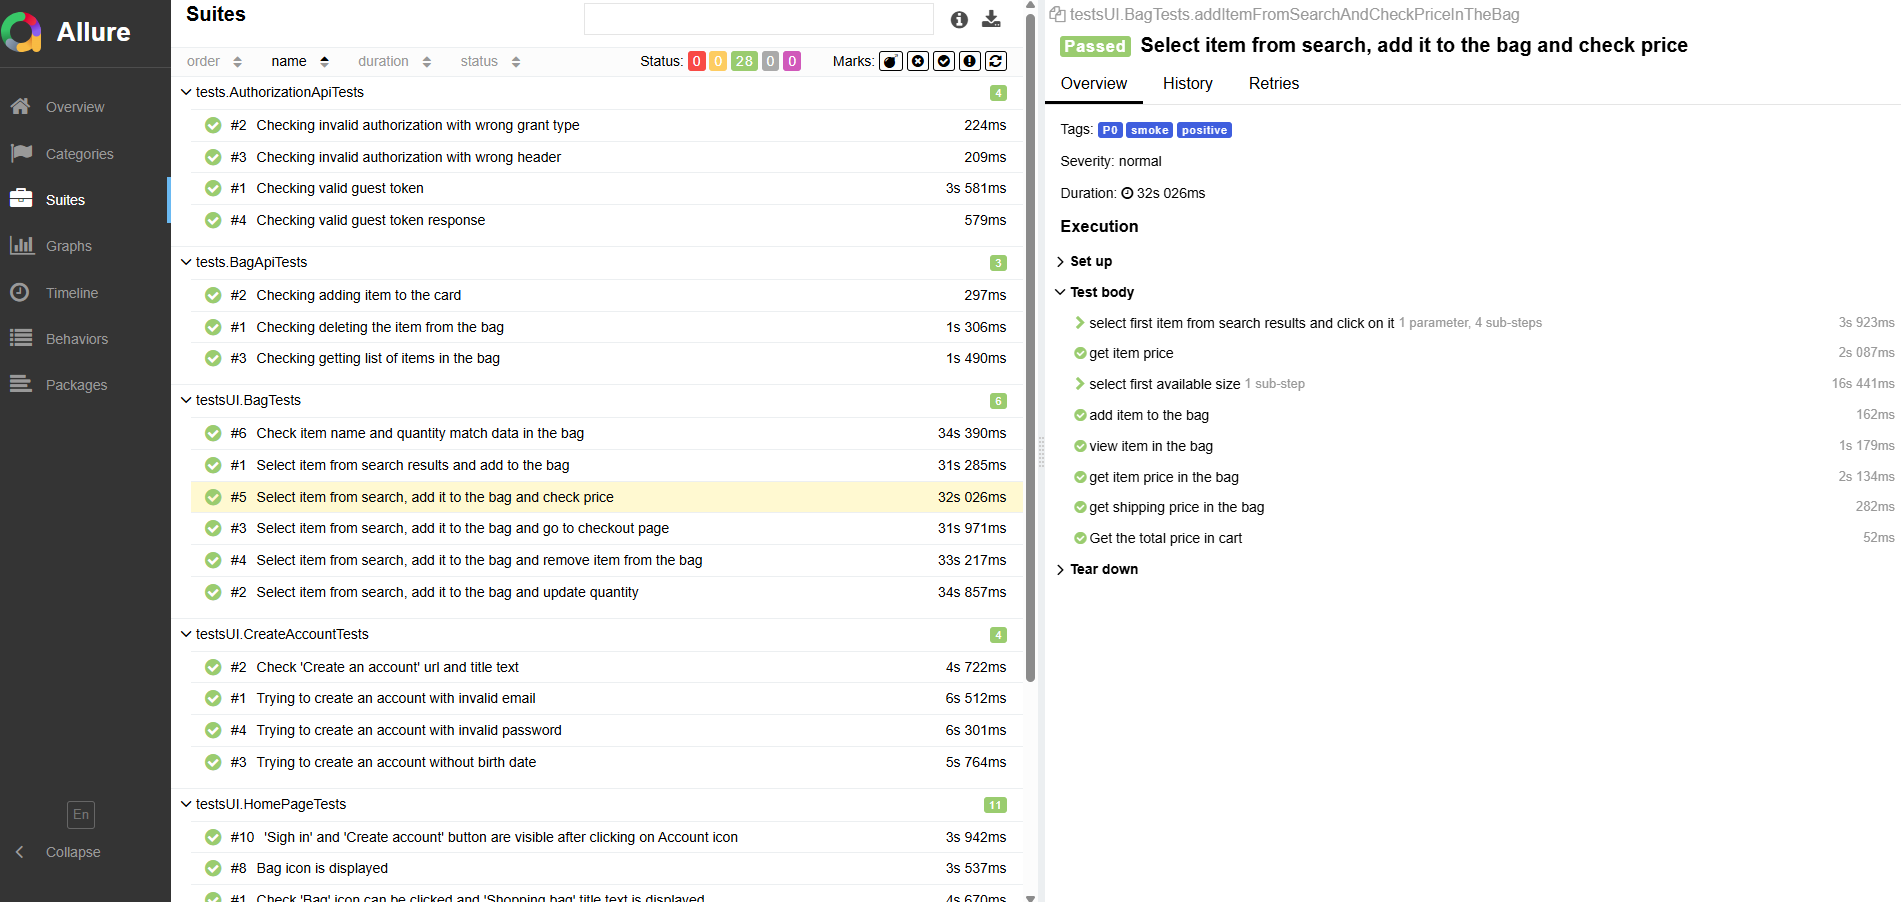 Allure
Overview
Categories
Suites
Graphs
Timeline
Behaviors
Packages
En
Collapse
Suites
order name duration status Status: 0 0 28 0 0 Marks:
tests.AuthorizationApiTests 4
#2 Checking invalid authorization with wrong grant type 224ms
#3 Checking invalid authorization with wrong header 209ms
#1 Checking valid guest token 3s 581ms
#4 Checking valid guest token response 579ms
tests.BagApiTests 3
#2 Checking adding item to the card 297ms
#1 Checking deleting the item from the bag 1s 306ms
#3 Checking getting list of items in the bag 1s 490ms
testsUI.BagTests 6
#6 Check item name and quantity match data in the bag 34s 390ms
#1 Select item from search results and add to the bag 31s 285ms
#5 Select item from search, add it to the bag and check price 32s 026ms
#3 Select item from search, add it to the bag and go to checkout page 31s 971ms
#4 Select item from search, add it to the bag and remove item from the bag 33s 217ms
#2 Select item from search, add it to the bag and update quantity 34s 857ms
testsUI.CreateAccountTests 4
#2 Check 'Create an account' url and title text 4s 722ms
#1 Trying to create an account with invalid email 6s 512ms
#4 Trying to create an account with invalid password 6s 301ms
#3 Trying to create an account without birth date 5s 764ms
testsUI.HomePageTests 11
#10 'Sigh in' and 'Create account' button are visible after clicking on Account icon 3s 942ms
#8 Bag icon is displayed 3s 537ms
#1 Check 'Bag' icon can be clicked and 'Shopping bag' title text is displayed 4s 670ms
testsUI.BagTests.addItemFromSearchAndCheckPriceInTheBag
Passed Select item from search, add it to the bag and check price
Overview History Retries
Tags: P0 smoke positive
Severity: normal
Duration: 32s 026ms
Execution
Set up
Test body
select first item from search results and click on it 1 parameter, 4 sub-steps 3s 923ms
get item price 2s 087ms
select first available size 1 sub-step 16s 441ms
add item to the bag 162ms
view item in the bag 1s 179ms
get item price in the bag 2s 134ms
get shipping price in the bag 282ms
Get the total price in cart 52ms
Tear down